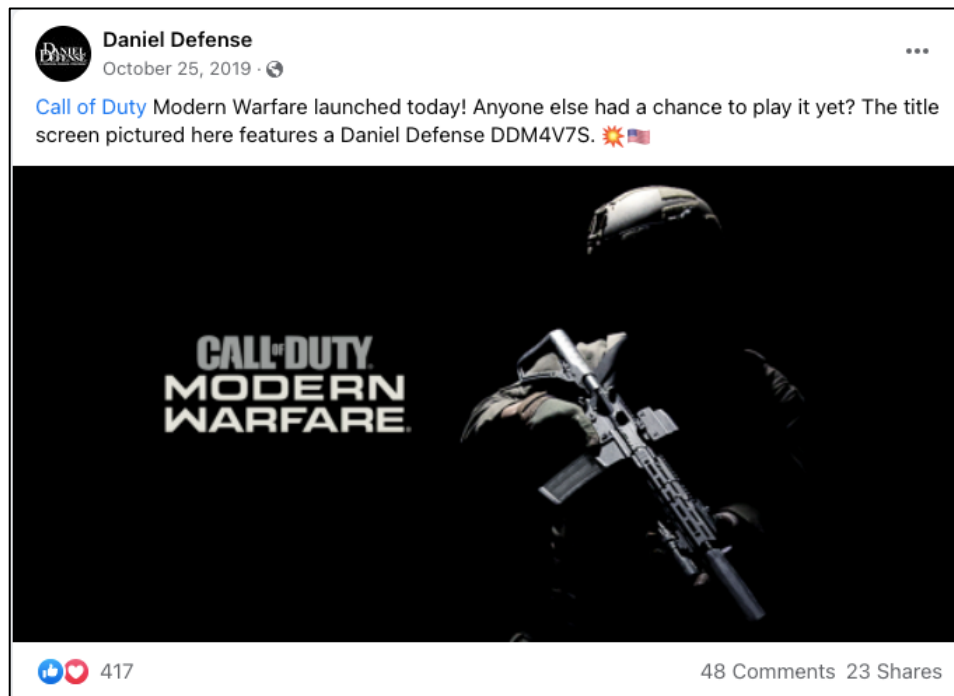 DANIEL
DEFENSE
Daniel Defense
October 25, 2019 ·
Call of Duty Modern Warfare launched today! Anyone else had a chance to play it yet? The title
screen pictured here features a Daniel Defense DDM4V7S. 💥🇺🇸
CALL OF DUTY
MODERN
WARFARE.
417
48 Comments 23 Shares